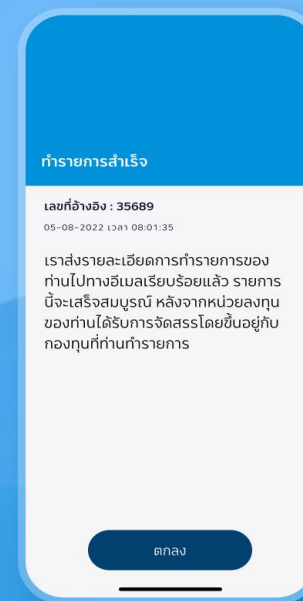 ทำรายการสำเร็จ
เลขที่อ้างอิง : 35689
05-08-2022 เวลา 08:01:35
เราส่งรายละเอียดการทำรายการของ
ท่านไปทางอีเมลเรียบร้อยแล้ว รายการ
นี้จะเสร็จสมบูรณ์ หลังจากหน่วยลงทุน
ของท่านได้รับการจัดสรรโดยขึ้นอยู่กับ
กองทุนที่ท่านทำรายการ
ตกลง